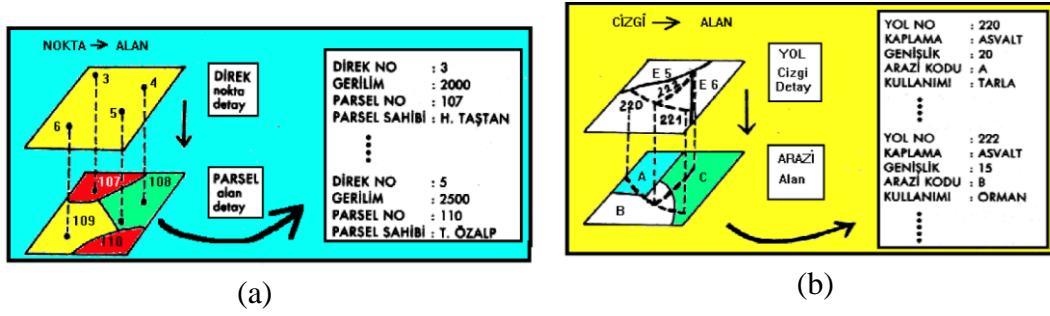 NOKTA → ALAN
3
4
5
6
DİREK
nokta
detay
107
108
109
110
PARSEL
alan
detay
DİREK NO : 3
GERİLİM : 2000
PARSEL NO : 107
PARSEL SAHİBİ : H. TAŞTAN
DİREK NO : 5
GERİLİM : 2500
PARSEL NO : 110
PARSEL SAHİBİ : T. ÖZALP
(a)
CİZGİ → ALAN
E 5
E 6
220
222
221
YOL
Cizgi
Detay
A
B
C
ARAZİ
Alan
YOL NO : 220
KAPLAMA : ASVALT
GENİŞLİK : 20
ARAZİ KODU : A
KULLANIMI : TARLA
YOL NO : 222
KAPLAMA : ASVALT
GENİŞLİK : 15
ARAZİ KODU : B
KULLANIMI : ORMAN
(b)